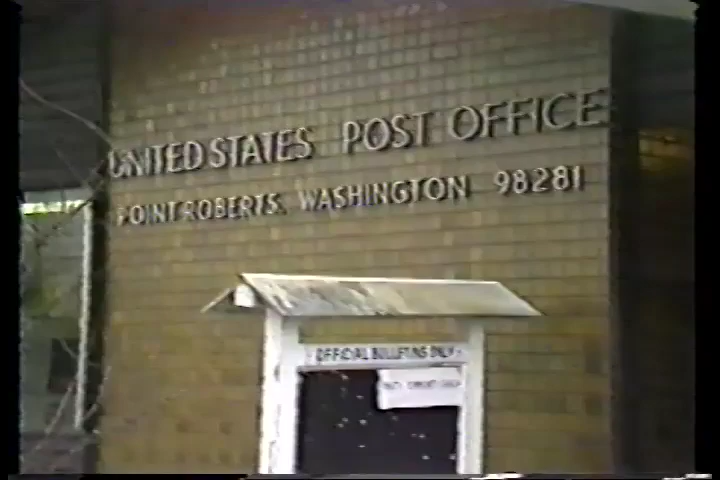 UNITED STATES POST OFFICE
POINT ROBERTS, WASHINGTON 98281
OFFICIAL BULLETINS ONLY